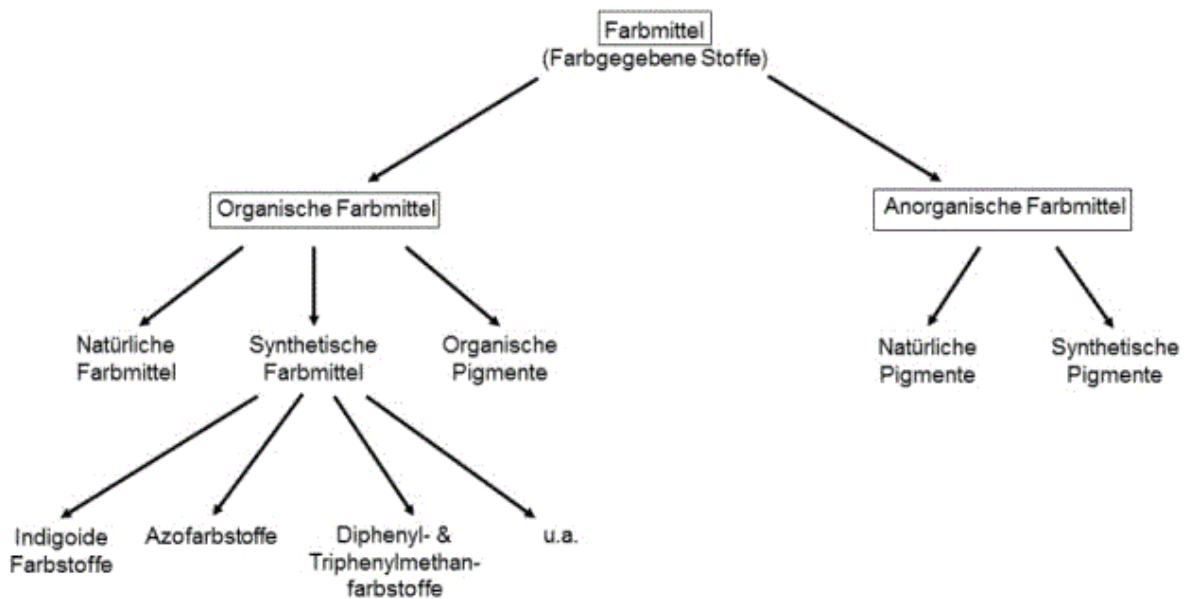 Farbmittel
(Farbgegebene Stoffe)
Organische Farbmittel
Anorganische Farbmittel
Natürliche
Farbmittel
Synthetische
Farbmittel
Organische
Pigmente
Natürliche
Pigmente
Synthetische
Pigmente
Indigoide
Farbstoffe
Azofarbstoffe
Diphenyl- &
Triphenylmethan-
farbstoffe
u.a.